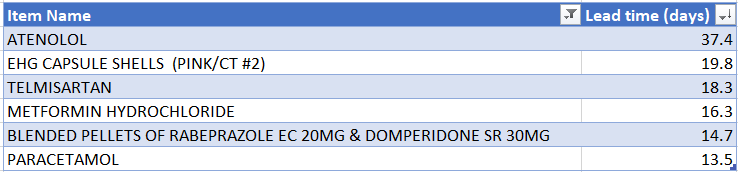 Item Name Lead time (days)
ATENOLOL 37.4
EHG CAPSULE SHELLS  (PINK/CT #2) 19.8
TELMISARTAN 18.3
METFORMIN HYDROCHLORIDE 16.3
BLENDED PELLETS OF RABEPRAZOLE EC 20MG & DOMPERIDONE SR 30MG 14.7
PARACETAMOL 13.5